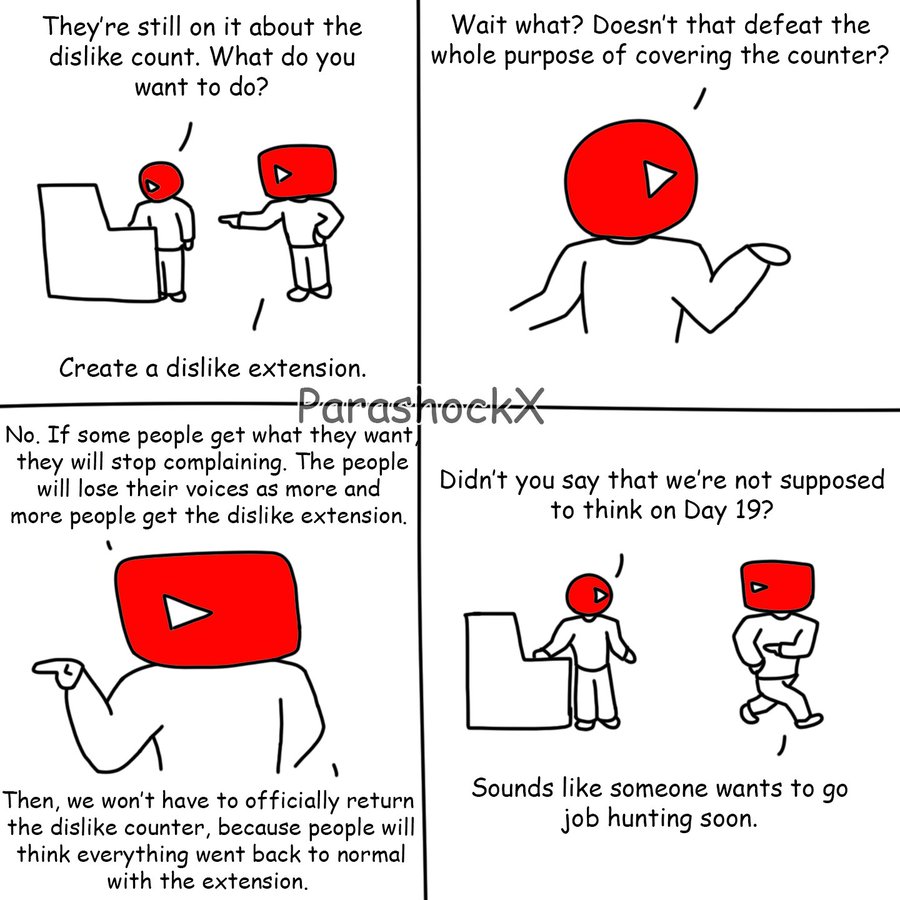 They're still on it about the
dislike count. What do you
want to do?
Create a dislike extension.
Wait what? Doesn't that defeat the
whole purpose of covering the counter?
ParashockX
No. If some people get what they want,
they will stop complaining. The people
will lose their voices as more and
more people get the dislike extension.
Then, we won't have to officially return
the dislike counter, because people will
think everything went back to normal
with the extension.
Didn't you say that we're not supposed
to think on Day 19?
Sounds like someone wants to go
job hunting soon.